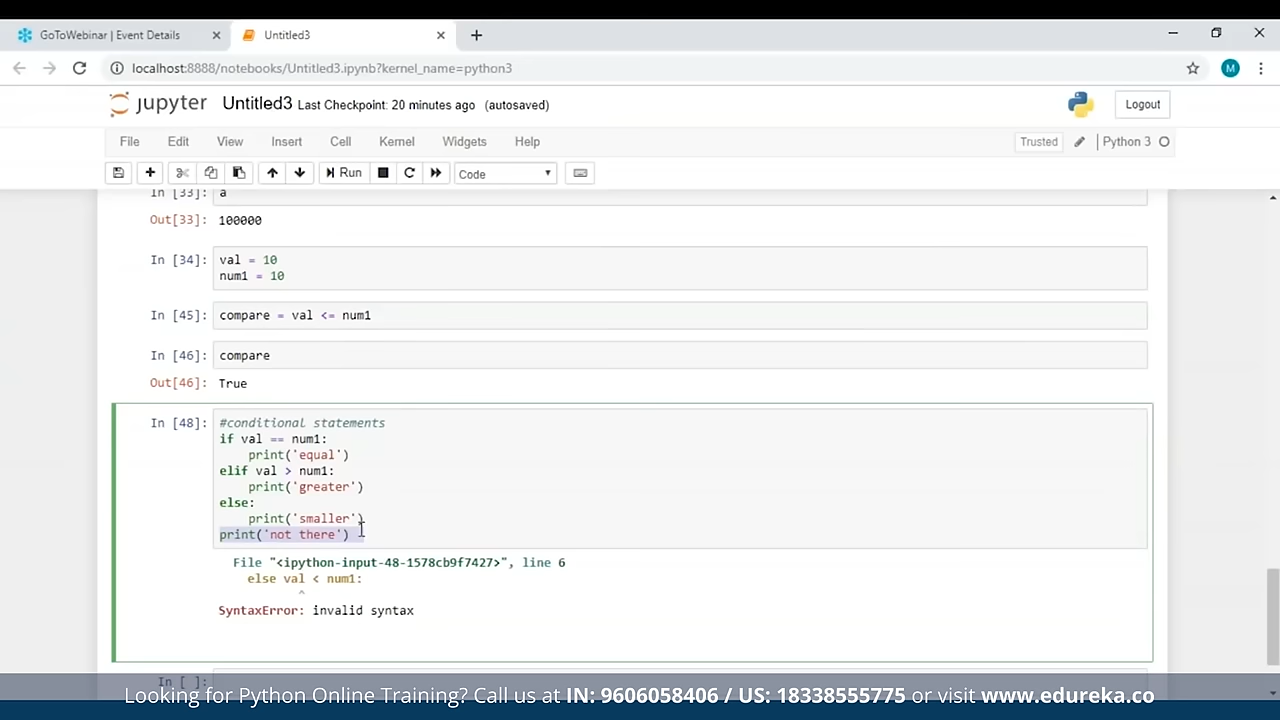 GoToWebinar | Event Details
Untitled3
localhost:8888/notebooks/Untitled3.ipynb?kernel_name=python3
M
jupyter Untitled3 Last Checkpoint: 20 minutes ago (autosaved)
Logout
File Edit View Insert Cell Kernel Widgets Help
Trusted
Python 3
Run
Code
In [33]: a
Out[33]: 100000
In [34]: val = 10
num1 = 10
In [45]: compare = val <= num1
In [46]: compare
Out[46]: True
In [48]: #conditional statements
if val == num1:
    print('equal')
elif val > num1:
    print('greater')
else:
    print('smaller')
print('not there')
File "<ipython-input-48-1578cb9f7427>", line 6
else val < num1:
^
SyntaxError: invalid syntax
In [ ]:
Looking for Python Online Training? Call us at IN: 9606058406 / US: 18338555775 or visit www.edureka.co